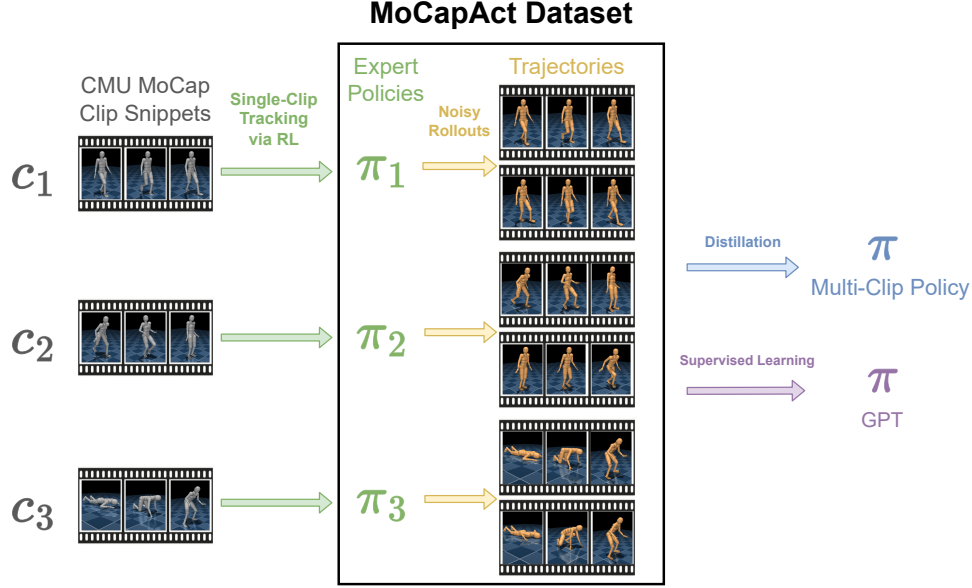 MoCapAct Dataset
CMU MoCap
Clip Snippets
Single-Clip
Tracking
via RL
Expert
Policies
Noisy
Rollouts
Trajectories
c₁
π₁
c₂
π₂
c₃
π₃
Distillation
π
Multi-Clip Policy
Supervised Learning
π
GPT